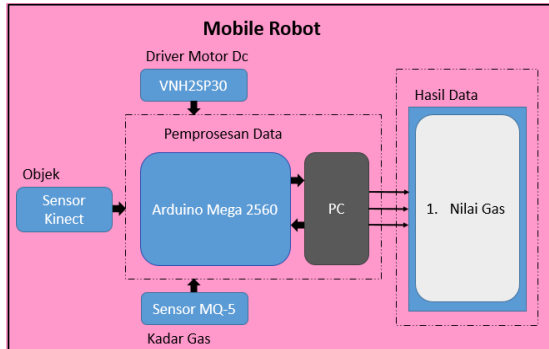 Mobile Robot
Driver Motor Dc
VNH2SP30
Hasil Data
Pemprosesan Data
Objek
Sensor
Kinect
Arduino Mega 2560
PC
1. Nilai Gas
Sensor MQ-5
Kadar Gas